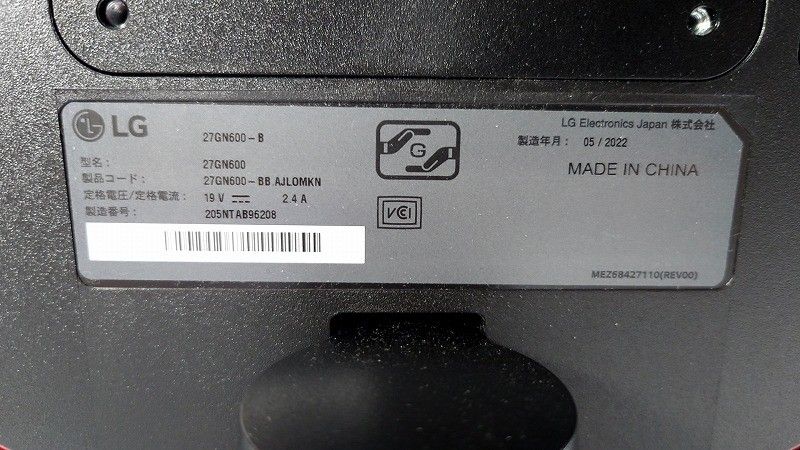 LG 27GN600-B
型名： 27GN600
製品コード： 27GN600-BB.AJLOMKN
定格電圧/定格電流： 19 V 2.4 A
製造番号： 205NTAB96208
G
VCCI
LG Electronics Japan 株式会社
製造年月： 05 / 2022
MADE IN CHINA
MEZ68427110(REV00)